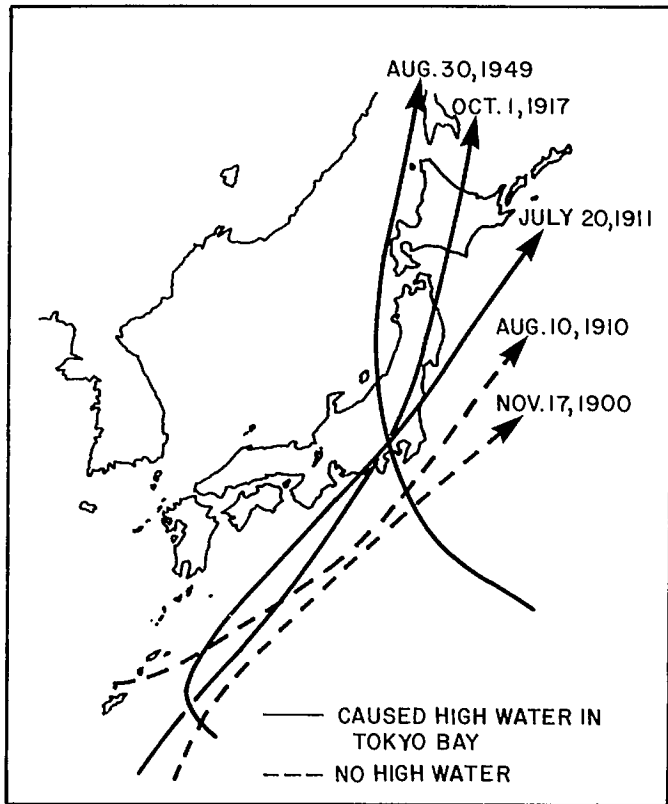 AUG. 30, 1949
OCT. 1, 1917
JULY 20, 1911
AUG. 10, 1910
NOV. 17, 1900
CAUSED HIGH WATER IN
TOKYO BAY
NO HIGH WATER